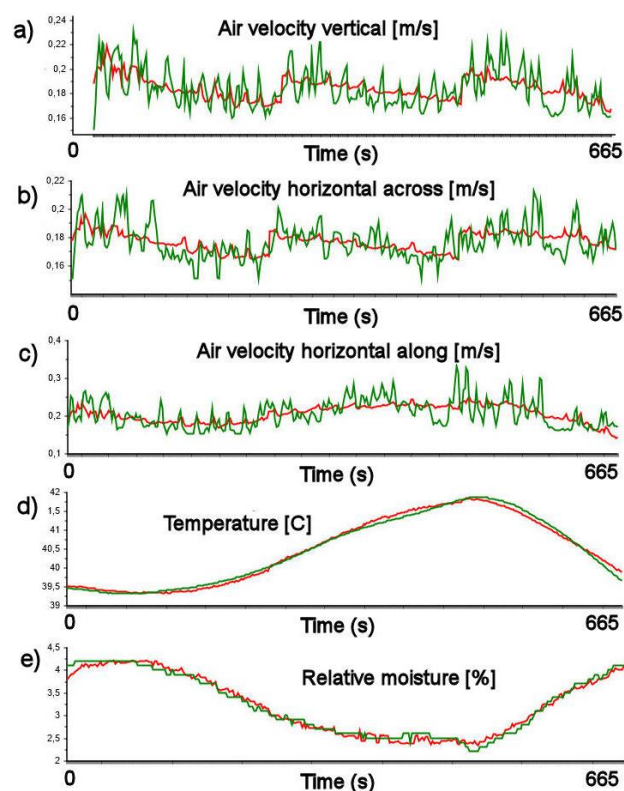 a) Air velocity vertical [m/s]
0,24
0,22
0,2
0,18
0,16
0 Time (s) 665
b) Air velocity horizontal across [m/s]
0,22
0,2
0,18
0,16
0,14
0 Time (s) 665
c) Air velocity horizontal along [m/s]
0,4
0,3
0,2
0,1
0 Time (s) 665
d) Temperature [C]
42
41,5
41
40,5
40
39,5
39
0 Time (s) 665
e) Relative moisture [%]
4,5
4
3,5
3
2,5
2
0 Time (s) 665